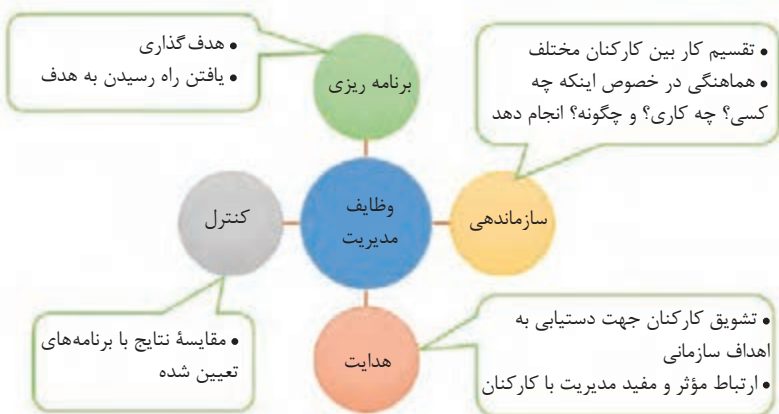 • هدف‌گذاری
• یافتن راه رسیدن به هدف
برنامه ریزی
• تقسیم کار بین کارکنان مختلف
• هماهنگی در خصوص اینکه چه
کسی؟ چه کاری؟ و چگونه؟ انجام دهد
سازماندهی
وظایف
مدیریت
کنترل
• مقایسۀ نتایج با برنامه‌های
تعیین شده
هدایت
• تشویق کارکنان جهت دستیابی به
اهداف سازمانی
• ارتباط مؤثر و مفید مدیریت با کارکنان